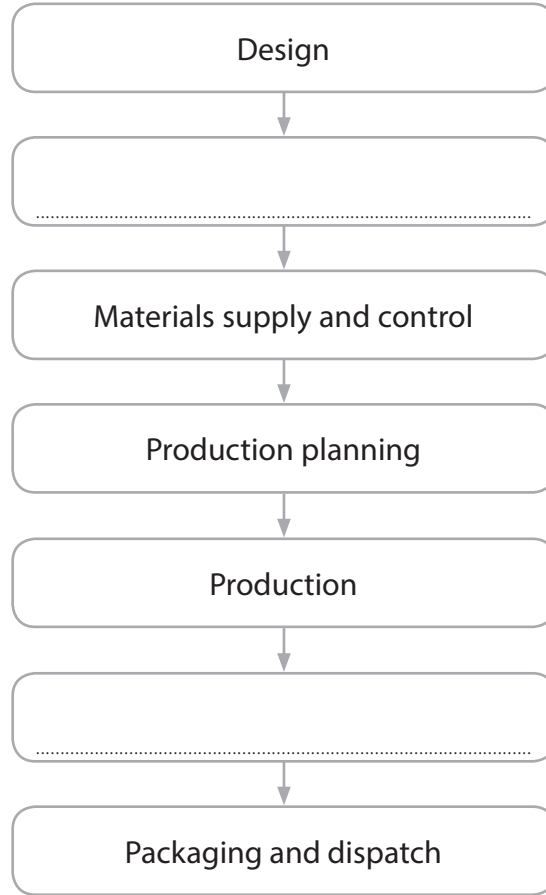 Design
Materials supply and control
Production planning
Production
Packaging and dispatch